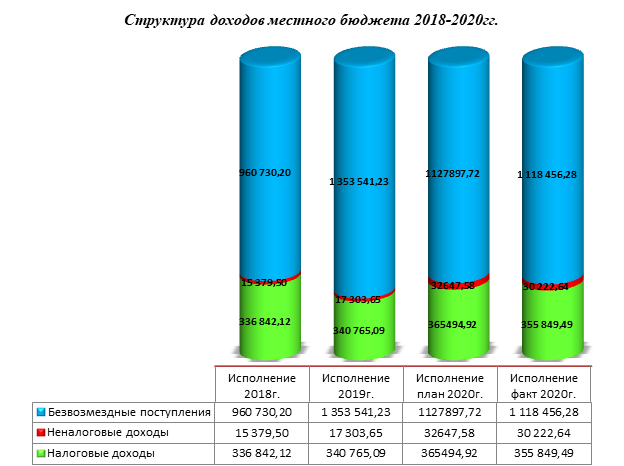 Структура доходов местного бюджета 2018-2020гг.
960 730,20 1 353 541,23 1127897,72 1 118 456,28
15 379,50 17 303,65 32647,58 30 222,64
336 842,12 340 765,09 365494,92 355 849,49
Исполнение 2018г. Исполнение 2019г. Исполнение план 2020г. Исполнение факт 2020г.
Безвозмездные поступления 960 730,20 1 353 541,23 1127897,72 1 118 456,28
Неналоговые доходы 15 379,50 17 303,65 32647,58 30 222,64
Налоговые доходы 336 842,12 340 765,09 365494,92 355 849,49